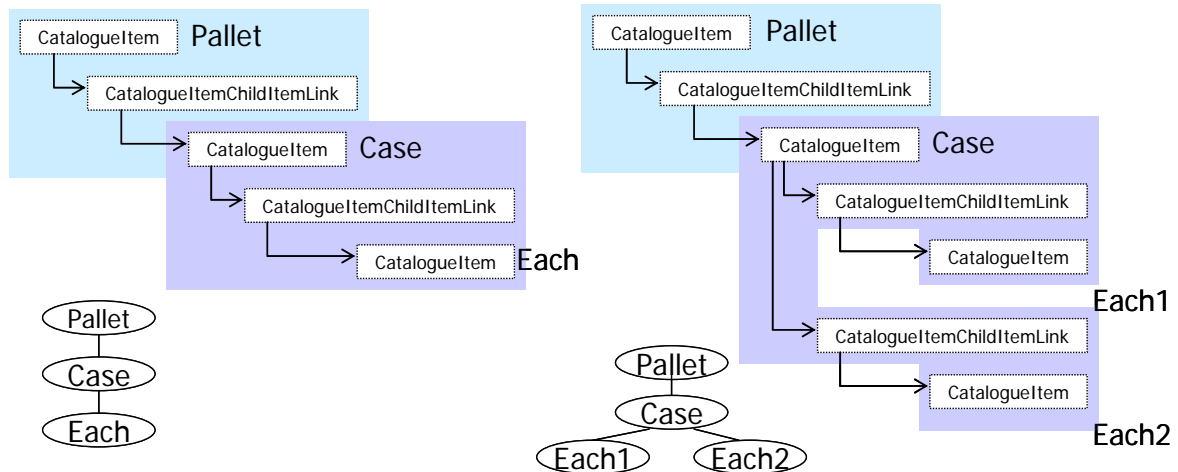 CatalogueItem Pallet
CatalogueItemChildItemLink
CatalogueItem Case
CatalogueItemChildItemLink
CatalogueItem Each
Pallet
Case
Each
CatalogueItem Pallet
CatalogueItemChildItemLink
CatalogueItem Case
CatalogueItemChildItemLink
CatalogueItem
Each1
CatalogueItemChildItemLink
CatalogueItem
Each2
Pallet
Case
Each1 Each2